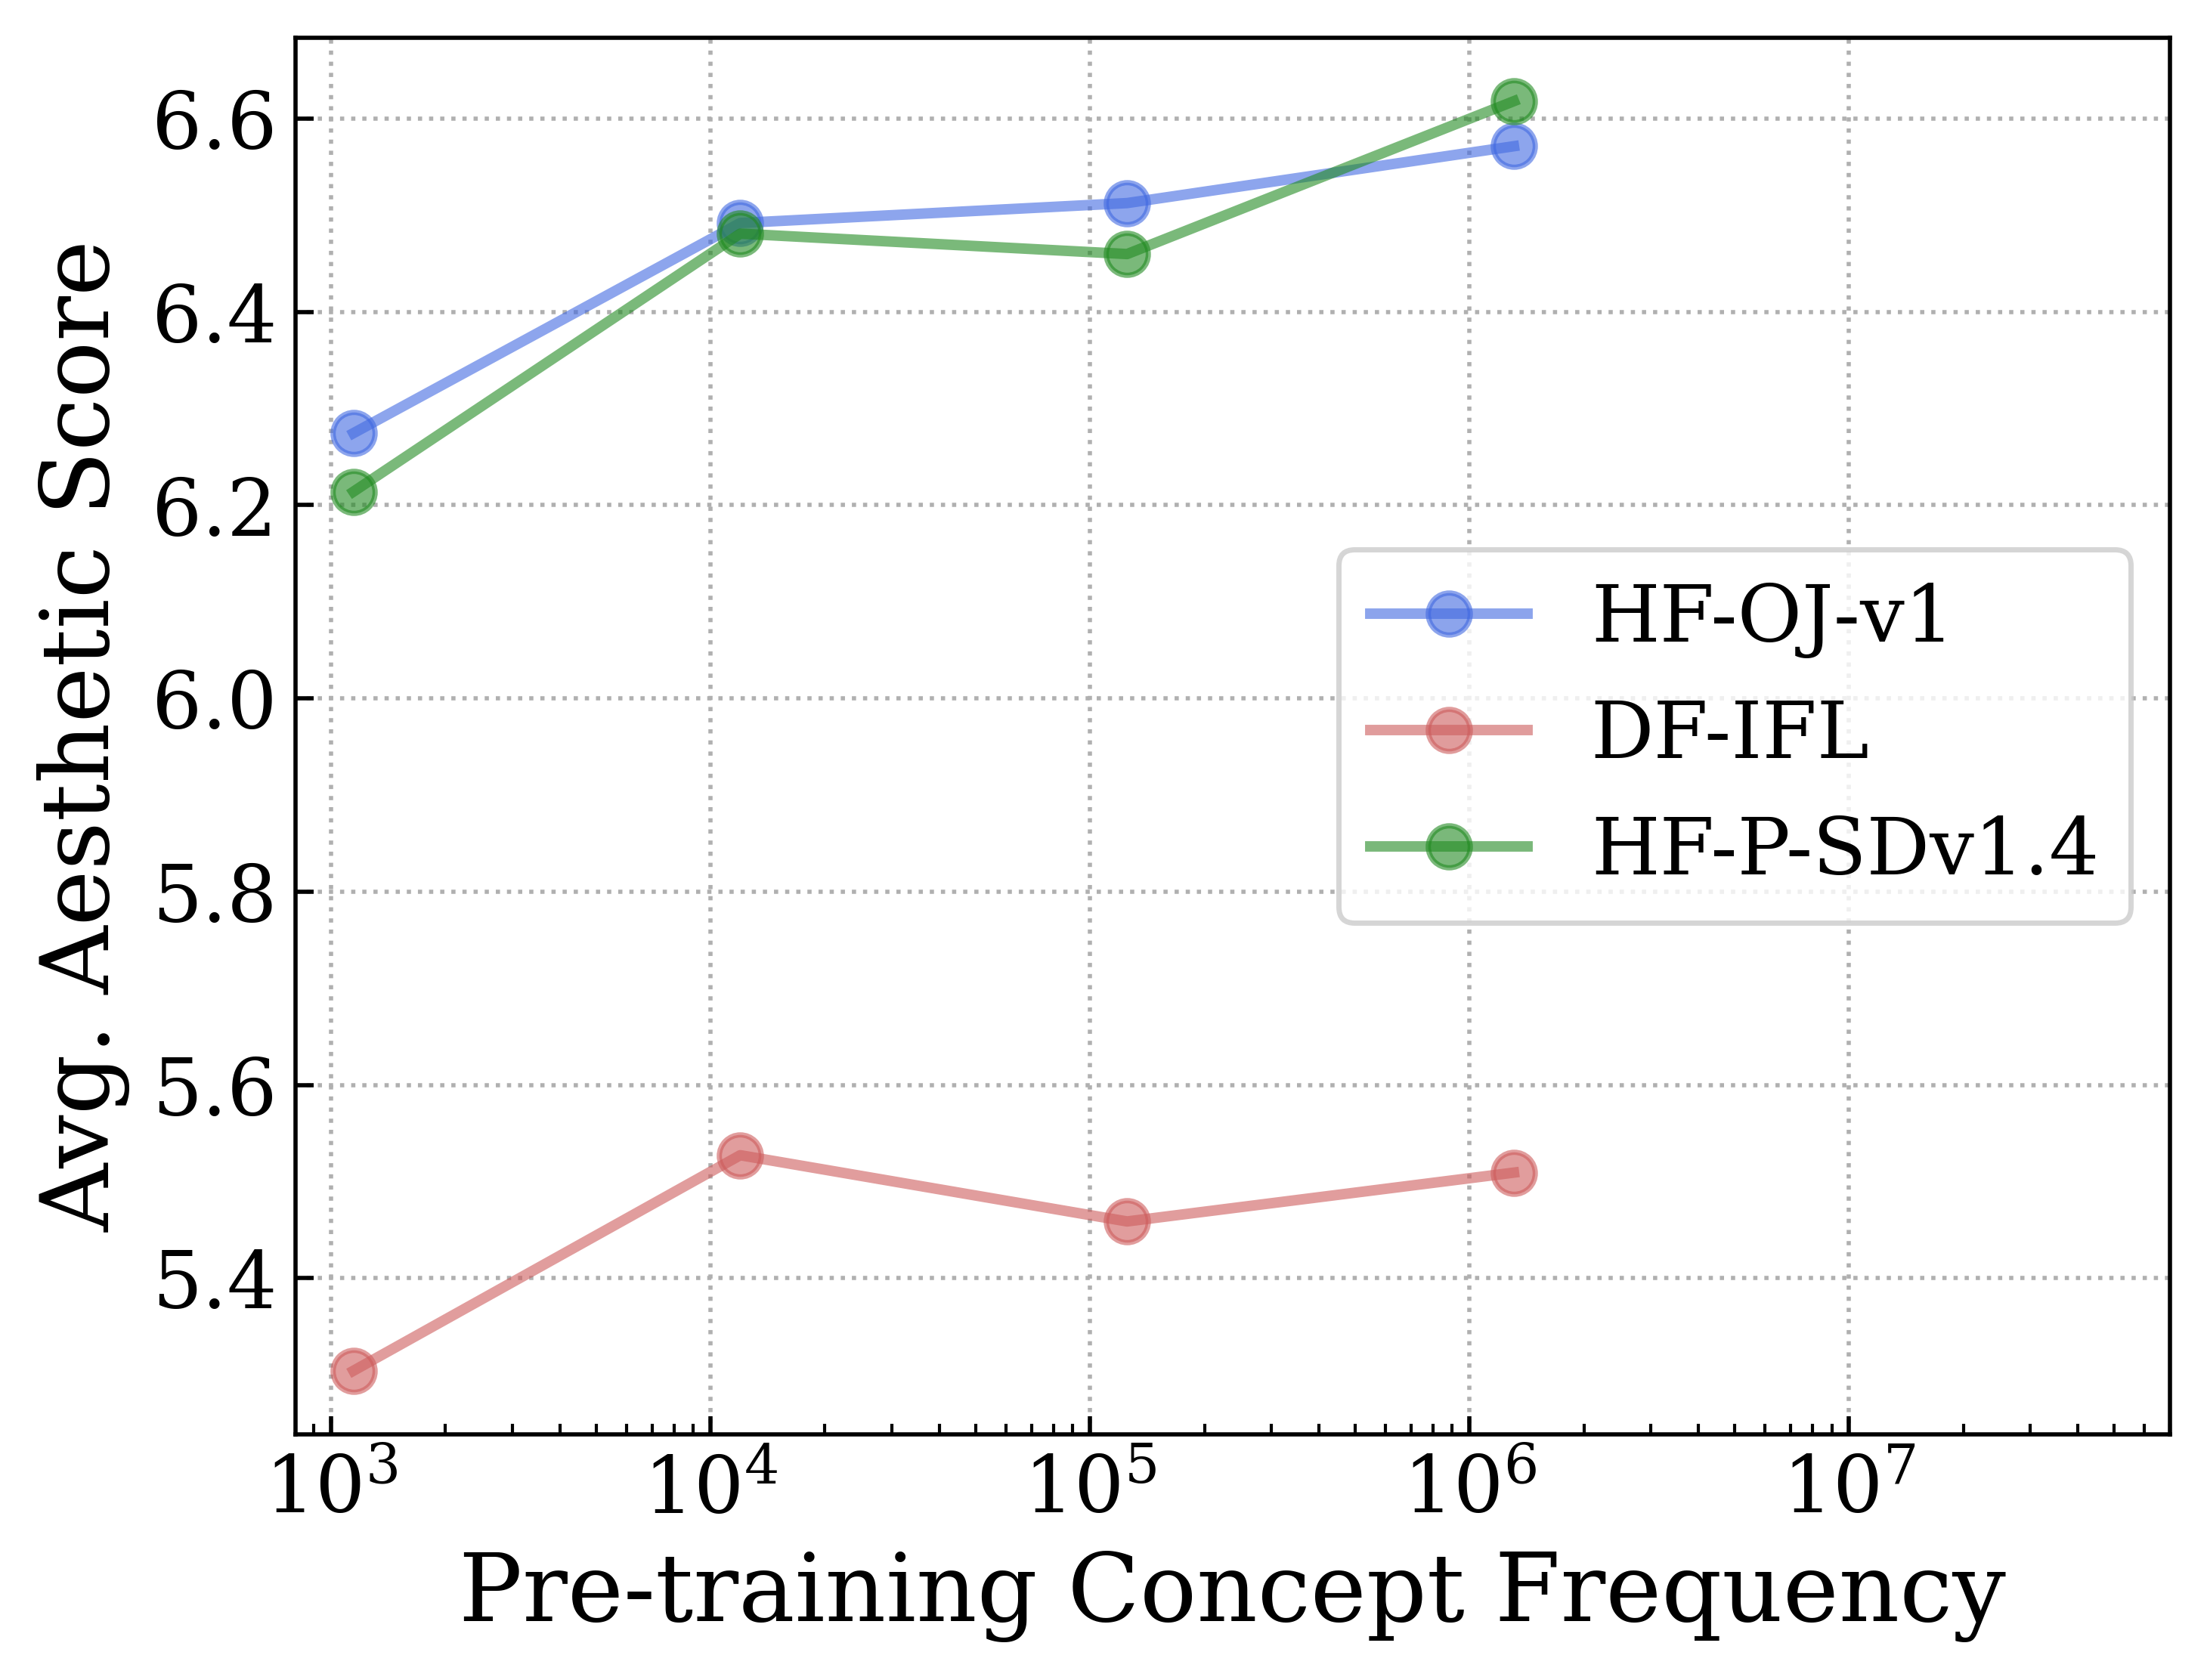 Avg. Aesthetic Score
6.6
6.4
6.2
6.0
5.8
5.6
5.4
HF-OJ-v1
DF-IFL
HF-P-SDv1.4
10³ 10⁴ 10⁵ 10⁶ 10⁷
Pre-training Concept Frequency